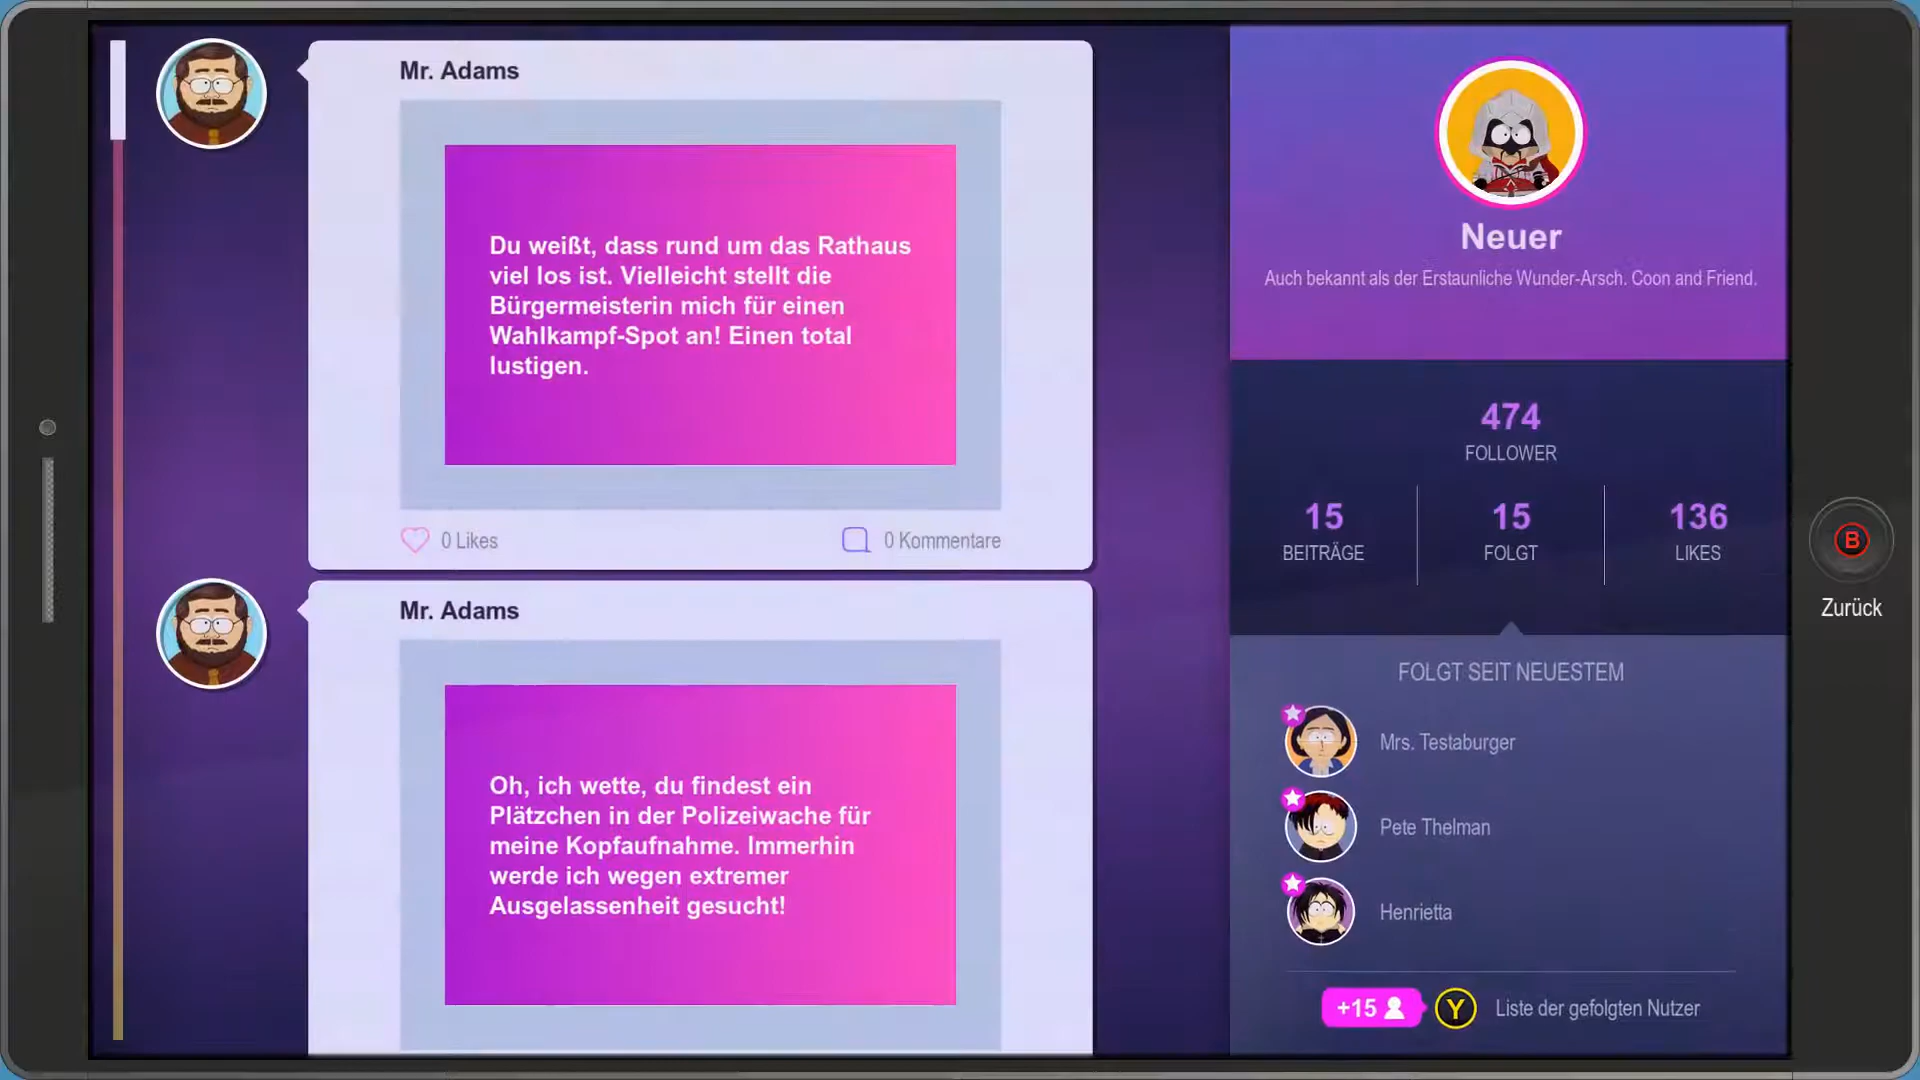 Mr. Adams
Du weißt, dass rund um das Rathaus
viel los ist. Vielleicht stellt die
Bürgermeisterin mich für einen
Wahlkampf-Spot an! Einen total
lustigen.
0 Likes
0 Kommentare
Mr. Adams
Oh, ich wette, du findest ein
Plätzchen in der Polizeiwache für
meine Kopfaufnahme. Immerhin
werde ich wegen extremer
Ausgelassenheit gesucht!
Neuer
Auch bekannt als der Erstaunliche Wunder-Arsch. Coon and Friend.
474
FOLLOWER
15
BEITRÄGE
15
FOLGT
136
LIKES
FOLGT SEIT NEUESTEM
Mrs. Testaburger
Pete Thelman
Henrietta
+15
Y
Liste der gefolgten Nutzer
B
Zurück